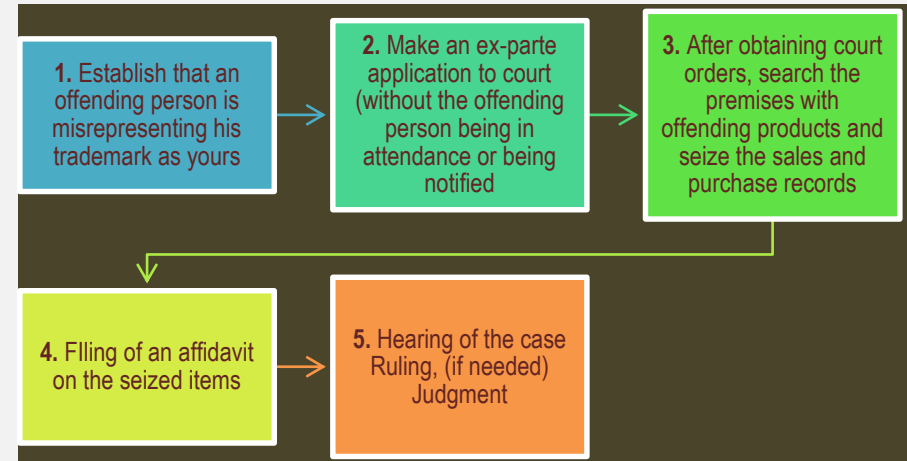 1. Establish that an
offending person is
misrepresenting his
trademark as yours
2. Make an ex-parte
application to court
(without the offending
person being in
attendance or being
notified
3. After obtaining court
orders, search the
premises with
offending products and
seize the sales and
purchase records
4. FIling of an affidavit
on the seized items
5. Hearing of the case
Ruling, (if needed)
Judgment